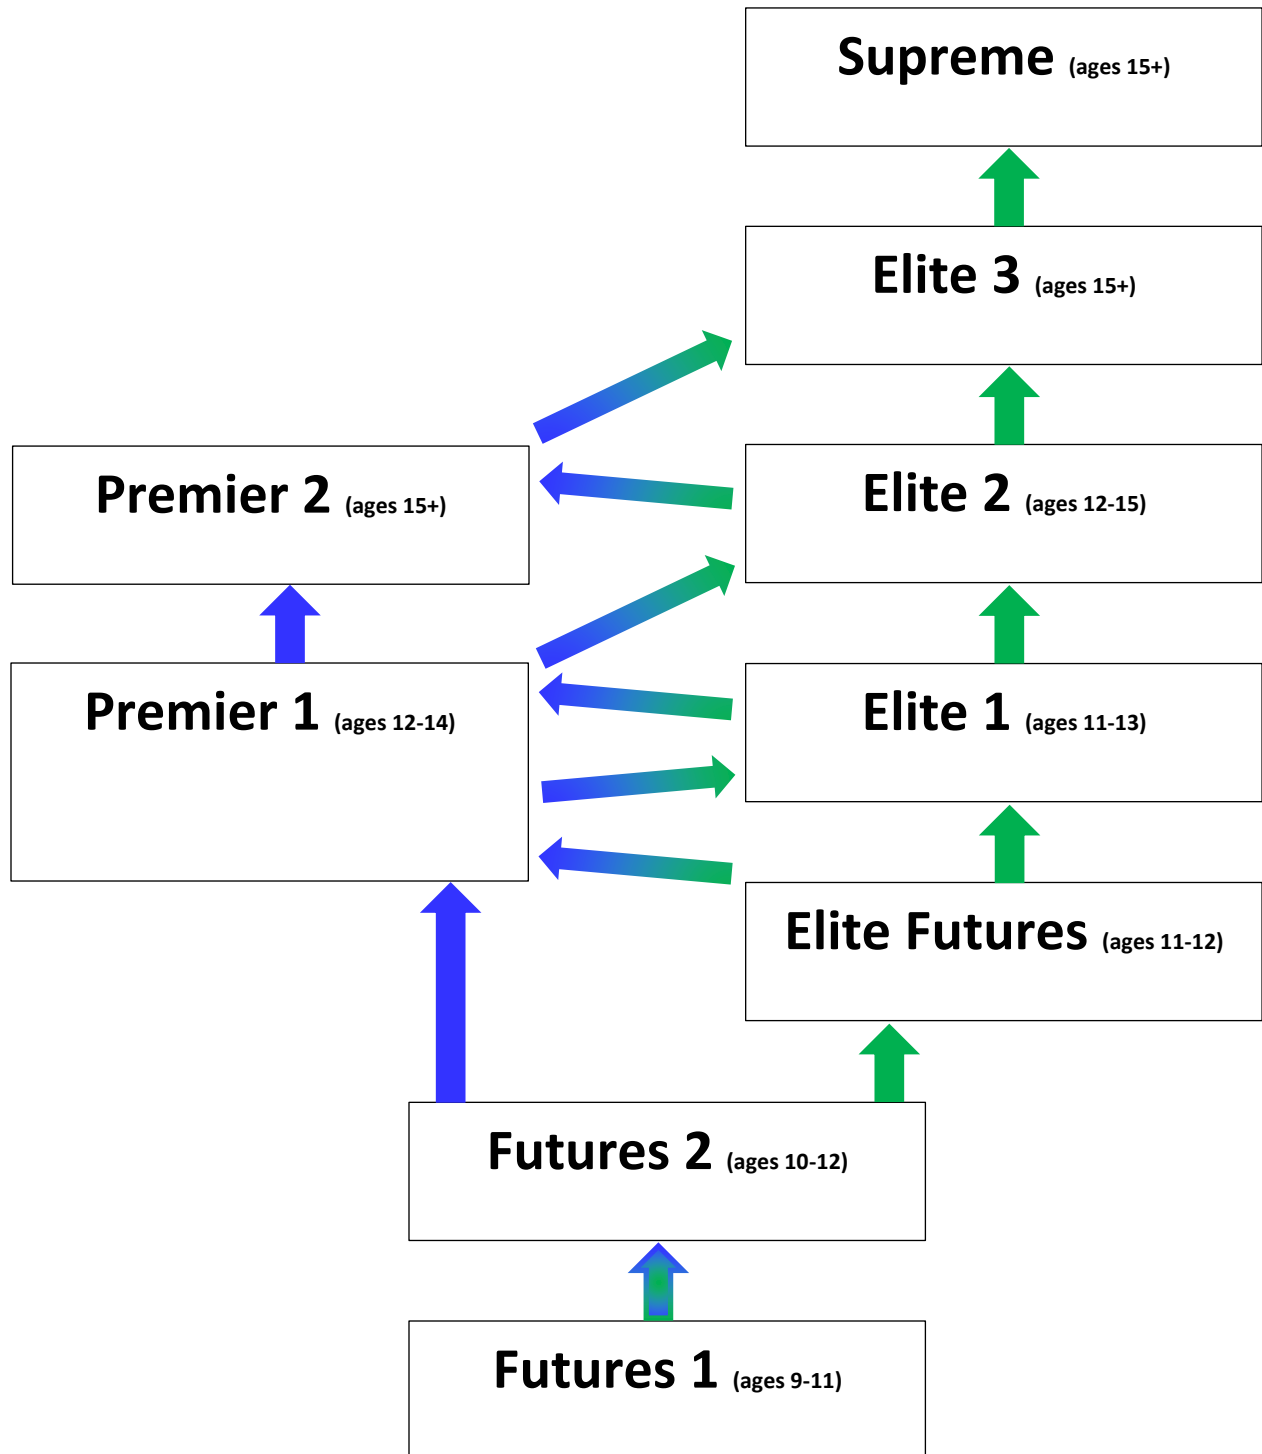 Supreme (ages 15+)
Elite 3 (ages 15+)
Premier 2 (ages 15+)
Elite 2 (ages 12-15)
Premier 1 (ages 12-14)
Elite 1 (ages 11-13)
Elite Futures (ages 11-12)
Futures 2 (ages 10-12)
Futures 1 (ages 9-11)